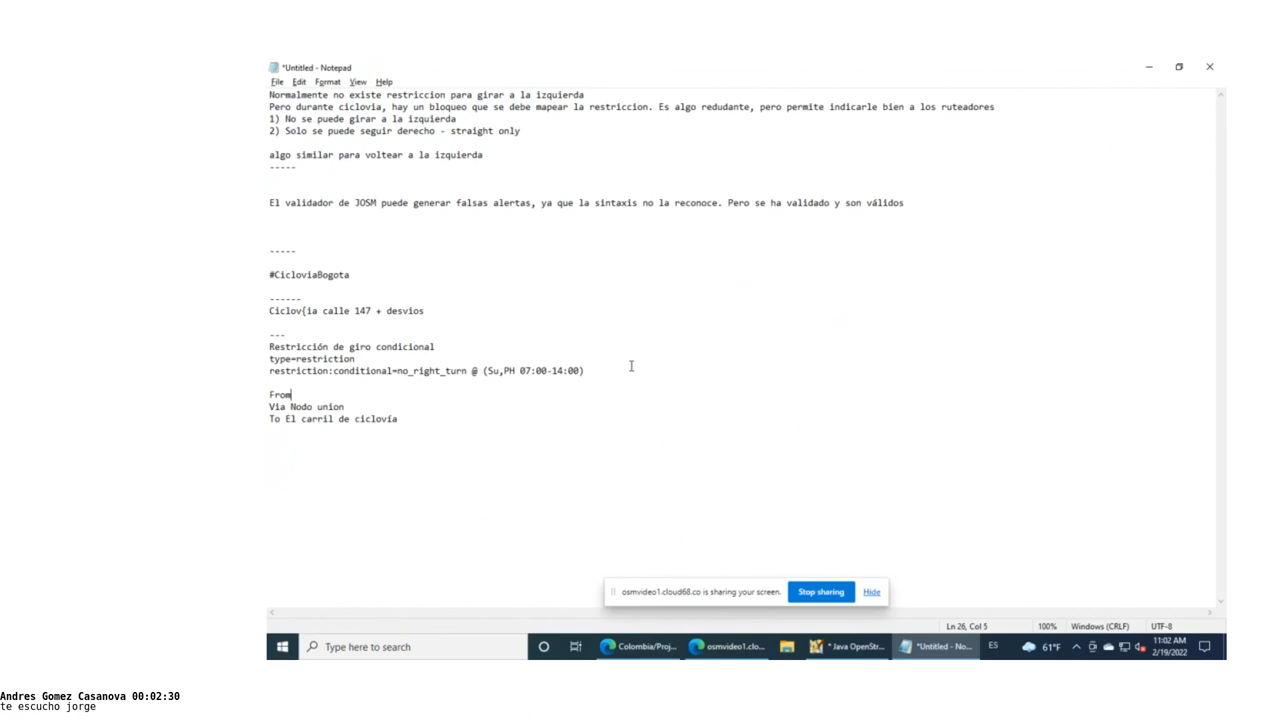 *Untitled - Notepad
File Edit Format View Help
Normalmente no existe restriccion para girar a la izquierda
Pero durante ciclovia, hay un bloqueo que se debe mapear la restriccion. Es algo redudante, pero permite indicarle bien a los ruteadores
1) No se puede girar a la izquierda
2) Solo se puede seguir derecho - straight only
algo similar para voltear a la izquierda
-----
El validador de JOSM puede generar falsas alertas, ya que la sintaxis no la reconoce. Pero se ha validado y son válidos
-----
#CicloviaBogota
------
Ciclov{ia calle 147 + desvios
---
Restricción de giro condicional
type=restriction
restriction:conditional=no_right_turn @ (Su,PH 07:00-14:00)
From
Via Nodo union
To El carril de ciclovía
osmvideo1.cloud68.co is sharing your screen. Stop sharing Hide
Ln 26, Col 5 100% Windows (CRLF) UTF-8
Type here to search Colombia/Proj... osmvideo1.clo... * Java OpenStr... *Untitled - No... ES 61°F 11:02 AM
2/19/2022
Andres Gomez Casanova 00:02:30
te escucho jorge